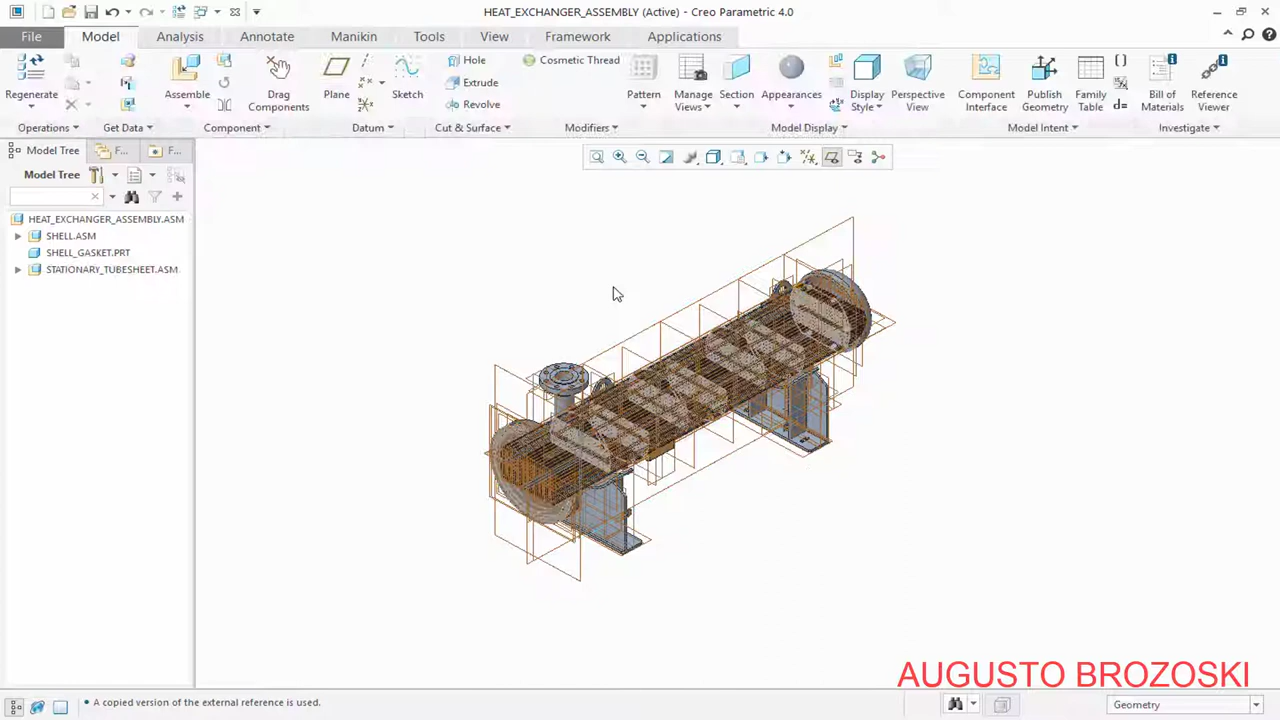 HEAT_EXCHANGER_ASSEMBLY (Active) - Creo Parametric 4.0
File Model Analysis Annotate Manikin Tools View Framework Applications
Regenerate
Assemble
Drag Components
Plane
Sketch
Hole
Extrude
Revolve
Cosmetic Thread
Pattern
Manage Views
Section
Appearances
Display Style
Perspective View
Component Interface
Publish Geometry
Family Table
d=
Bill of Materials
Reference Viewer
Operations Get Data Component Datum Cut & Surface Modifiers Model Display Model Intent Investigate
Model Tree F... F...
Model Tree
HEAT_EXCHANGER_ASSEMBLY.ASM
SHELL.ASM
SHELL_GASKET.PRT
STATIONARY_TUBESHEET.ASM
AUGUSTO BROZOSKI
• A copied version of the external reference is used.
Geometry